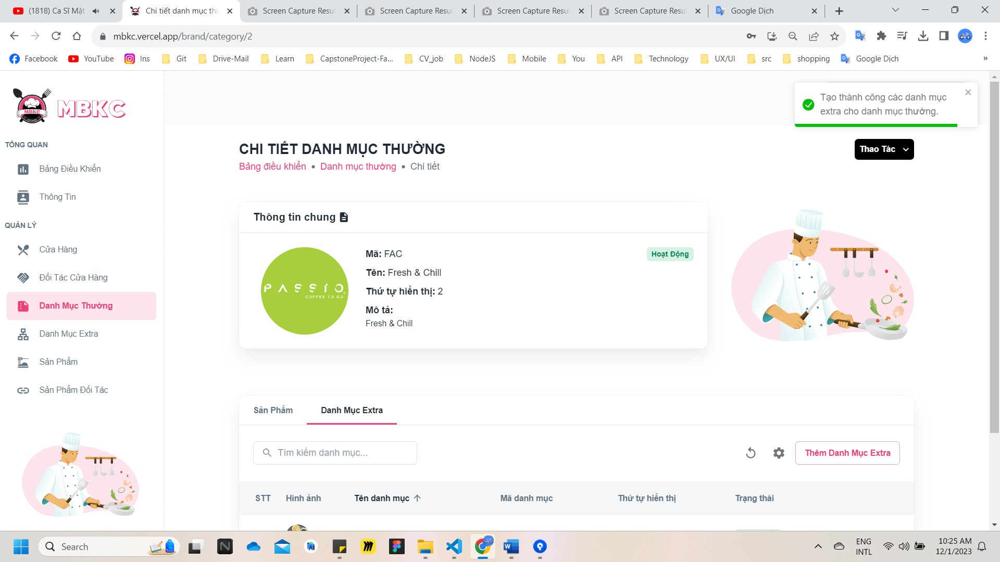 (1818) Ca Sĩ Mặt
Chi tiết danh mục thư
Screen Capture Resul
Screen Capture Resul
Screen Capture Resul
Screen Capture Resul
Google Dịch
mbkc.vercel.app/brand/category/2
Facebook
YouTube
Ins
Git
Drive-Mail
Learn
CapstoneProject-Fa...
CV_job
NodeJS
Mobile
You
API
Technology
UX/UI
src
shopping
Google Dịch
»
MBKC
MBKC
Tạo thành công các danh mục
extra cho danh mục thường.
TỔNG QUAN
Bảng Điều Khiển
Thông Tin
QUẢN LÝ
Cửa Hàng
Đối Tác Cửa Hàng
Danh Mục Thường
Danh Mục Extra
Sản Phẩm
Sản Phẩm Đối Tác
CHI TIẾT DANH MỤC THƯỜNG
Bảng điều khiển • Danh mục thường • Chi tiết
Thao Tác
Thông tin chung
PASSIO
COFFEE TO GO
Mã: FAC
Hoạt Động
Tên: Fresh & Chill
Thứ tự hiển thị: 2
Mô tả:
Fresh & Chill
Sản Phẩm
Danh Mục Extra
Tìm kiếm danh mục...
Thêm Danh Mục Extra
STT
Hình ảnh
Tên danh mục
Mã danh mục
Thứ tự hiển thị
Trạng thái
Search
ENG
INTL
10:25 AM
12/1/2023